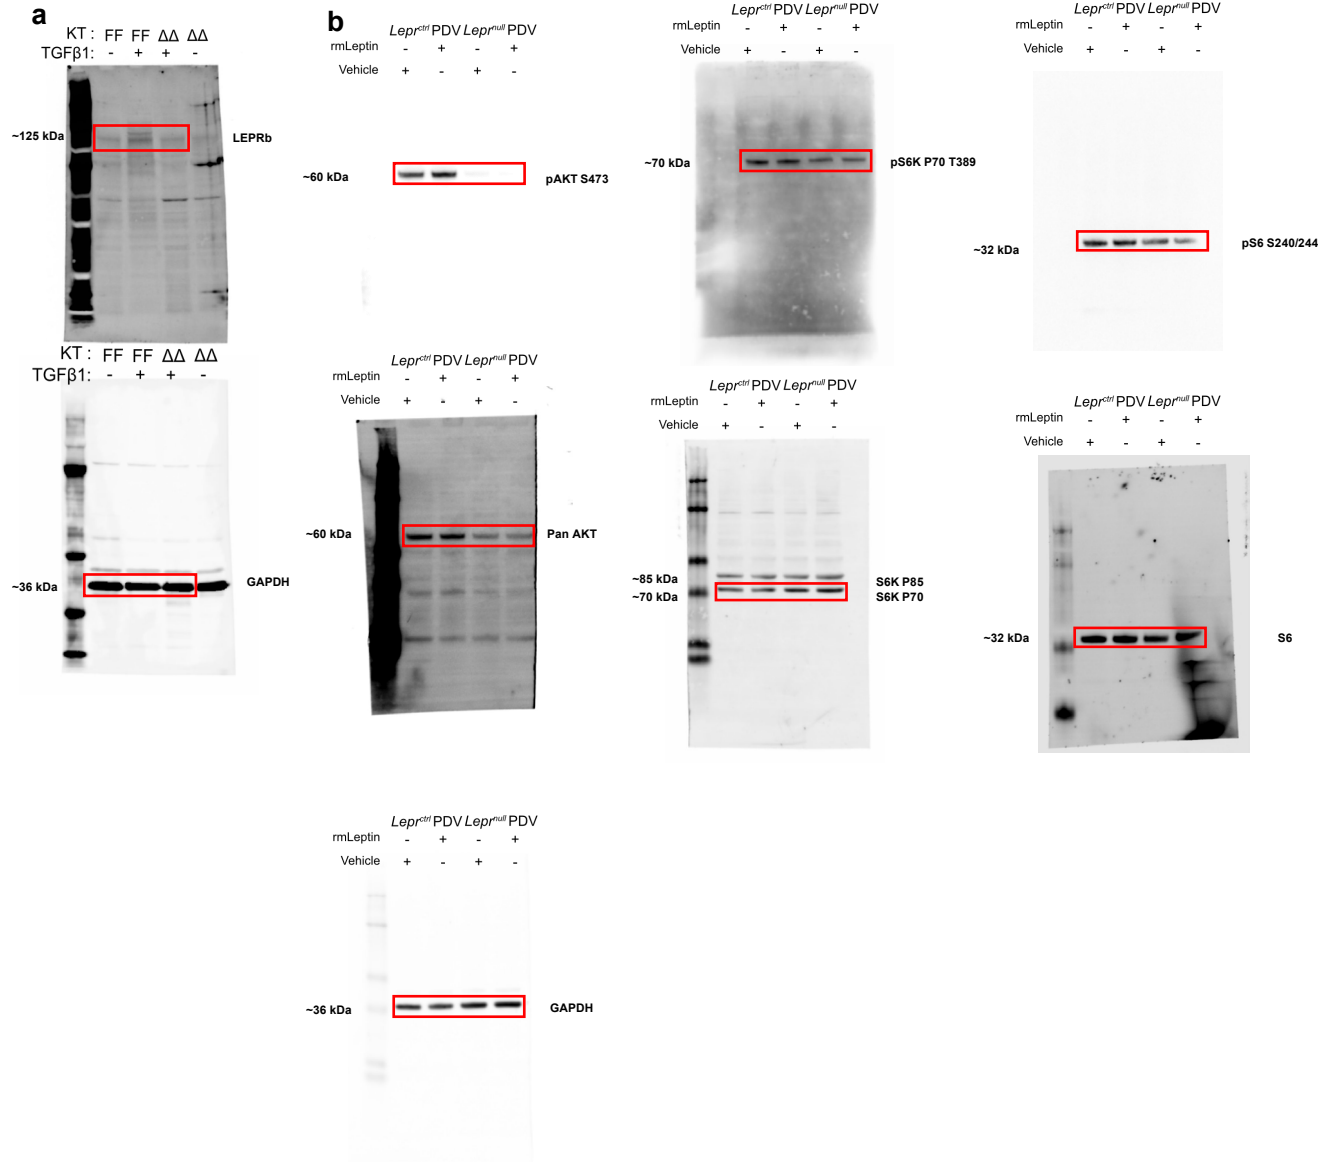 a
KT : FF FF ΔΔ ΔΔ
TGFβ1: - + + -
~125 kDa
LEPRb
KT : FF FF ΔΔ ΔΔ
TGFβ1: - + + -
~36 kDa
GAPDH
b
Lepr^ctrl PDV Lepr^null PDV
rmLeptin - + - +
Vehicle + - + -
~60 kDa
pAKT S473
Lepr^ctrl PDV Lepr^null PDV
rmLeptin - + - +
Vehicle + - + -
~70 kDa
pS6K P70 T389
Lepr^ctrl PDV Lepr^null PDV
rmLeptin - + - +
Vehicle + - + -
~32 kDa
pS6 S240/244
Lepr^ctrl PDV Lepr^null PDV
rmLeptin - + - +
Vehicle + - + -
~60 kDa
Pan AKT
Lepr^ctrl PDV Lepr^null PDV
rmLeptin - + - +
Vehicle + - + -
~85 kDa
S6K P85
~70 kDa
S6K P70
Lepr^ctrl PDV Lepr^null PDV
rmLeptin - + - +
Vehicle + - + -
~32 kDa
S6
Lepr^ctrl PDV Lepr^null PDV
rmLeptin - + - +
Vehicle + - + -
~36 kDa
GAPDH